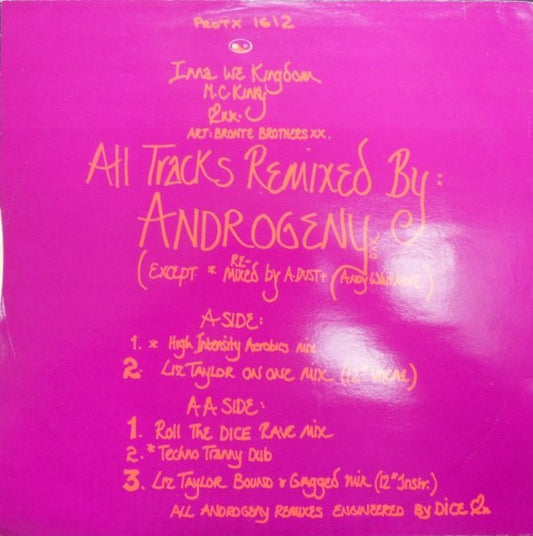 PROTX 1612
Inna WE Kingdom
M.C. Kinky
ART: BRONTE BROTHERS XX.
All Tracks Remixed By:
ANDROGENY
(EXCEPT * RE-MIXED by A.DUST+ (ANDY
A SIDE:
1. * High Intensity Aerobics MIX
2. LIZ TAYLOR ON ONE MIX (12" VOCAL)
AA SIDE:
1. Roll THE DICE RAVE MIX
2. * Techno Tranny Dub
3. LIZ TAYLOR BOUND & GAGGED MIX (12" Instr.)
ALL ANDROGENY REMIXES ENGINEERED BY DICE